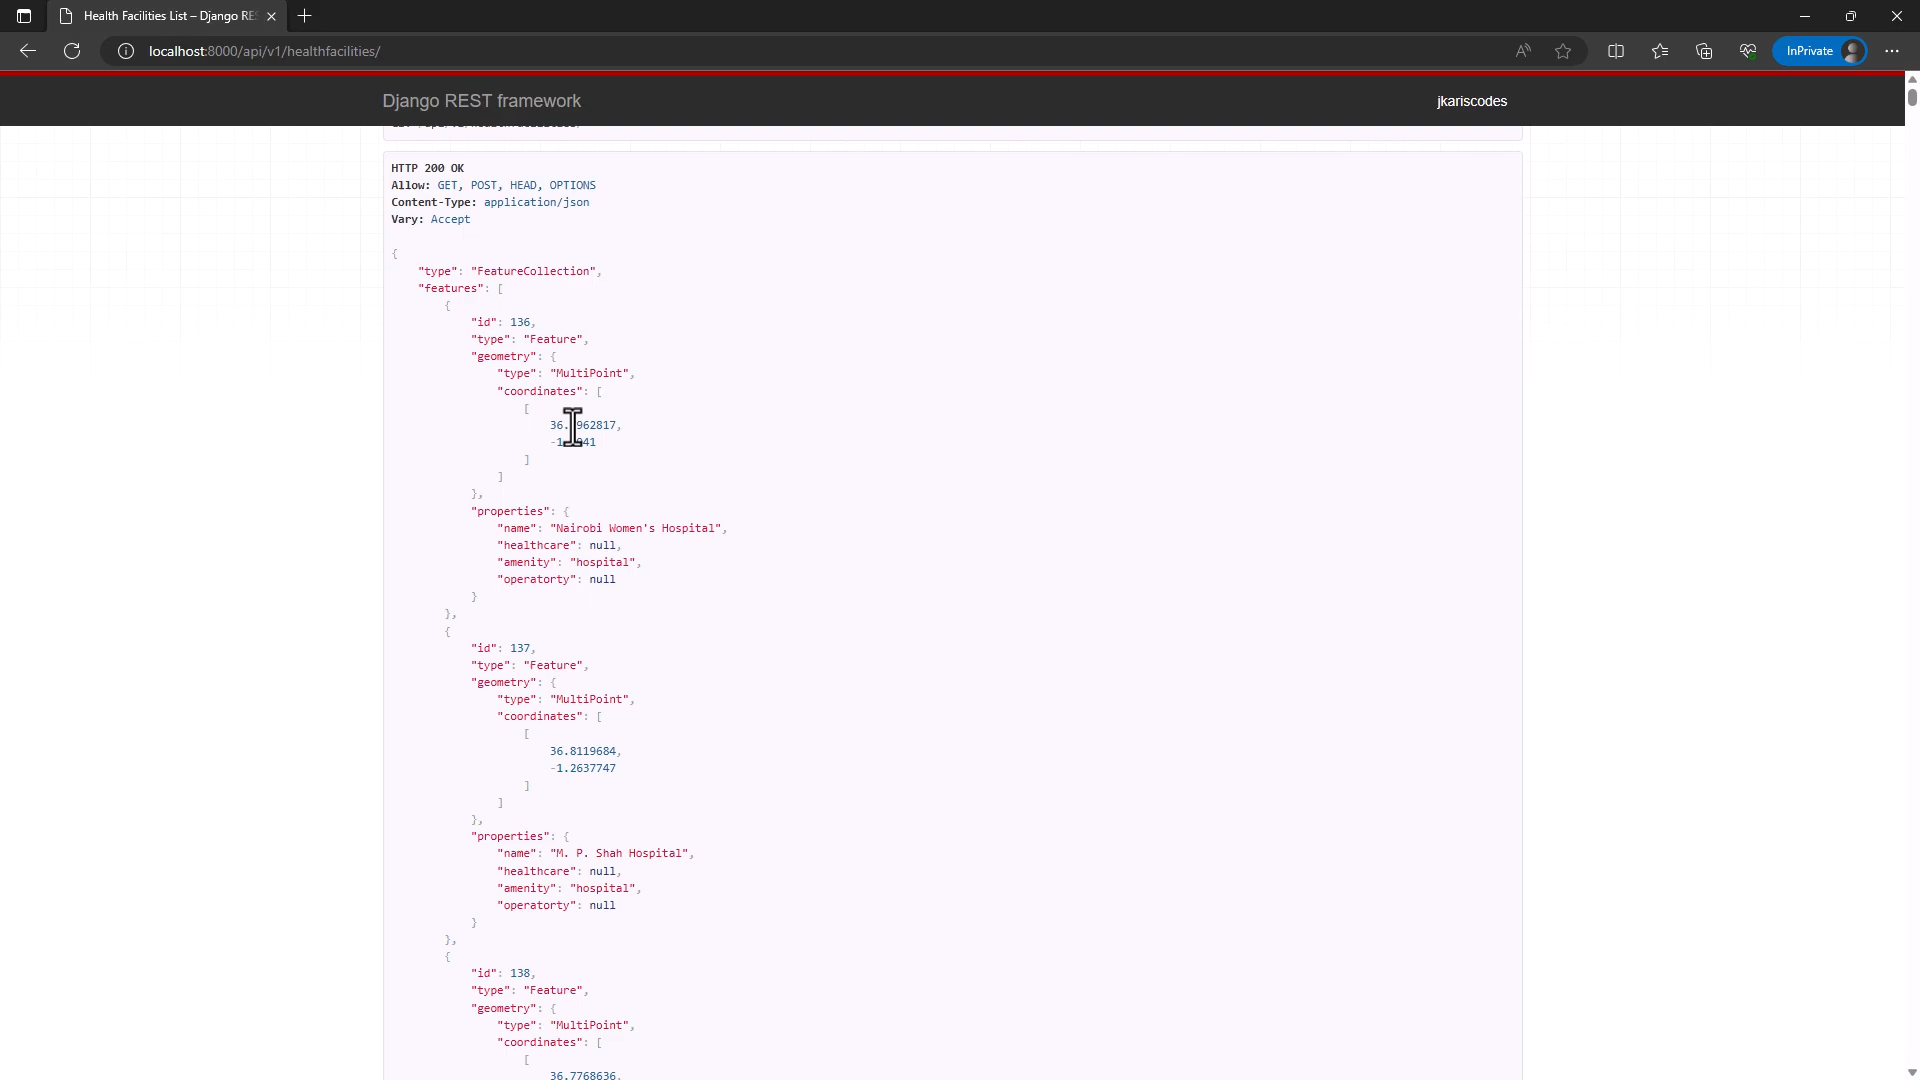 Health Facilities List – Django RE
localhost:8000/api/v1/healthfacilities/
InPrivate
Django REST framework
jkariscodes
HTTP 200 OK
Allow: GET, POST, HEAD, OPTIONS
Content-Type: application/json
Vary: Accept
{
"type": "FeatureCollection",
"features": [
{
"id": 136,
"type": "Feature",
"geometry": {
"type": "MultiPoint",
"coordinates": [
[
]
]
},
"properties": {
"name": "Nairobi Women's Hospital",
"healthcare": null,
"amenity": "hospital",
"operatorty": null
}
},
{
"id": 137,
"type": "Feature",
"geometry": {
"type": "MultiPoint",
"coordinates": [
[
36.8119684,
-1.2637747
]
]
},
"properties": {
"name": "M. P. Shah Hospital",
"healthcare": null,
"amenity": "hospital",
"operatorty": null
}
},
{
"id": 138,
"type": "Feature",
"geometry": {
"type": "MultiPoint",
"coordinates": [
[
36.7768636,